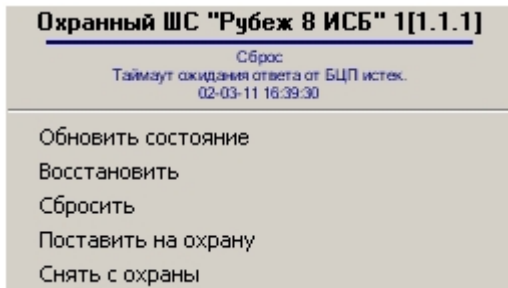 Охранный ШС "Рубеж 8 ИСБ" 1[1.1.1]
Сброс
Таймаут ожидания ответа от БЦП истек.
02-03-11 16:39:30
Обновить состояние
Восстановить
Сбросить
Поставить на охрану
Снять с охраны